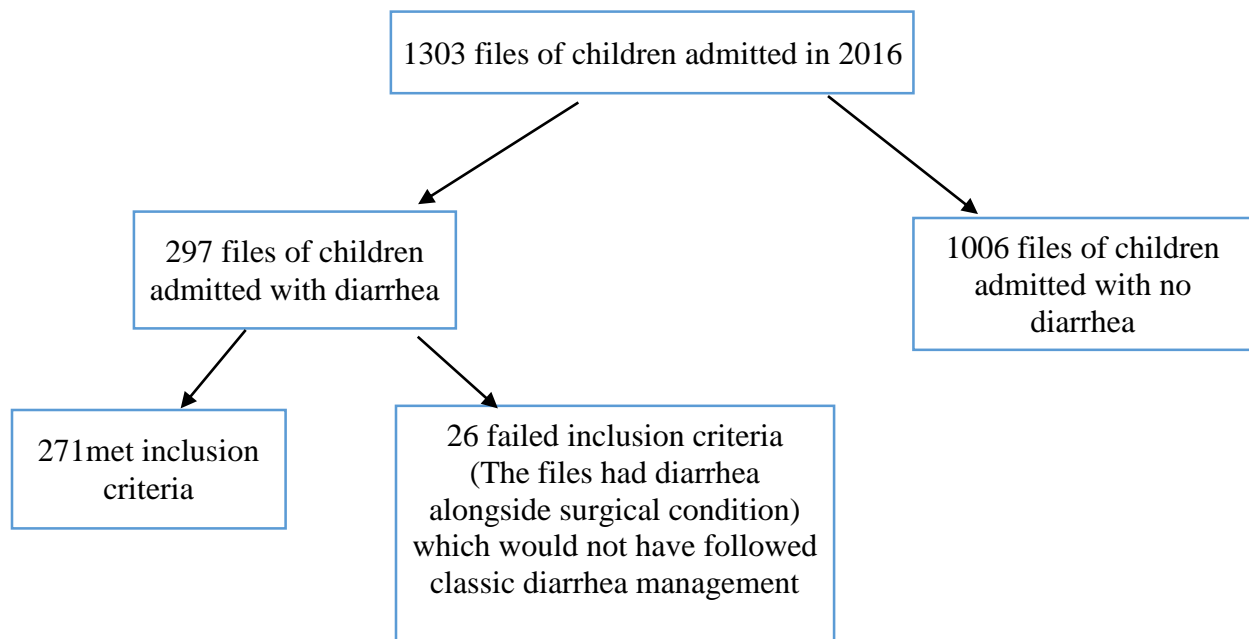 1303 files of children admitted in 2016
297 files of children
admitted with diarrhea
1006 files of children
admitted with no
diarrhea
271met inclusion
criteria
26 failed inclusion criteria
(The files had diarrhea
alongside surgical condition)
which would not have followed
classic diarrhea management